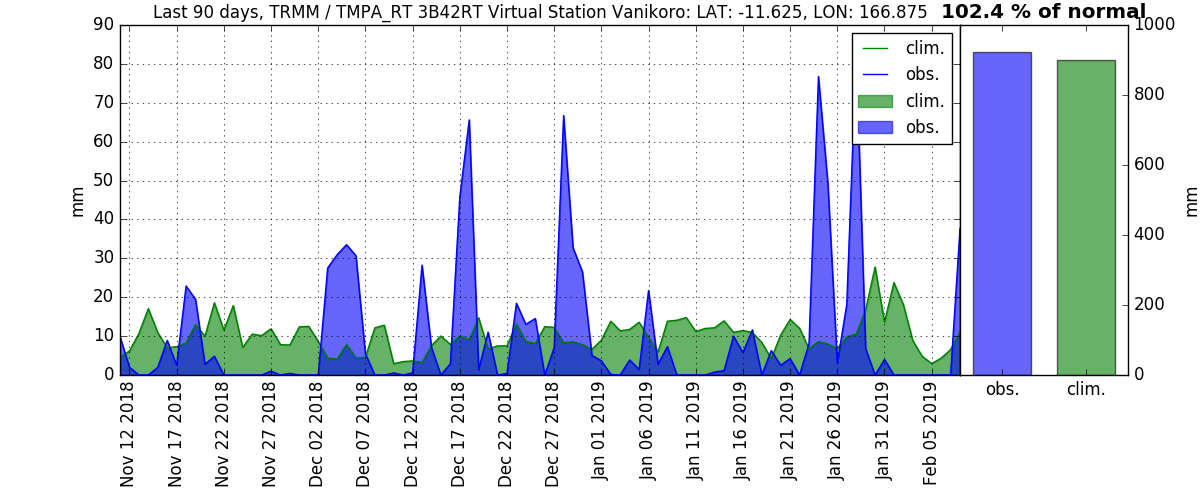 Last 90 days, TRMM / TMPA_RT 3B42RT Virtual Station Vanikoro: LAT: -11.625, LON: 166.875 102.4 % of normal
90
80
70
60
50
40
30
20
10
0
mm
clim.
obs.
clim.
obs.
Nov 12 2018
Nov 17 2018
Nov 22 2018
Nov 27 2018
Dec 02 2018
Dec 07 2018
Dec 12 2018
Dec 17 2018
Dec 22 2018
Dec 27 2018
Jan 01 2019
Jan 06 2019
Jan 11 2019
Jan 16 2019
Jan 21 2019
Jan 26 2019
Jan 31 2019
Feb 05 2019
1000
800
600
400
200
0
mm
obs. clim.